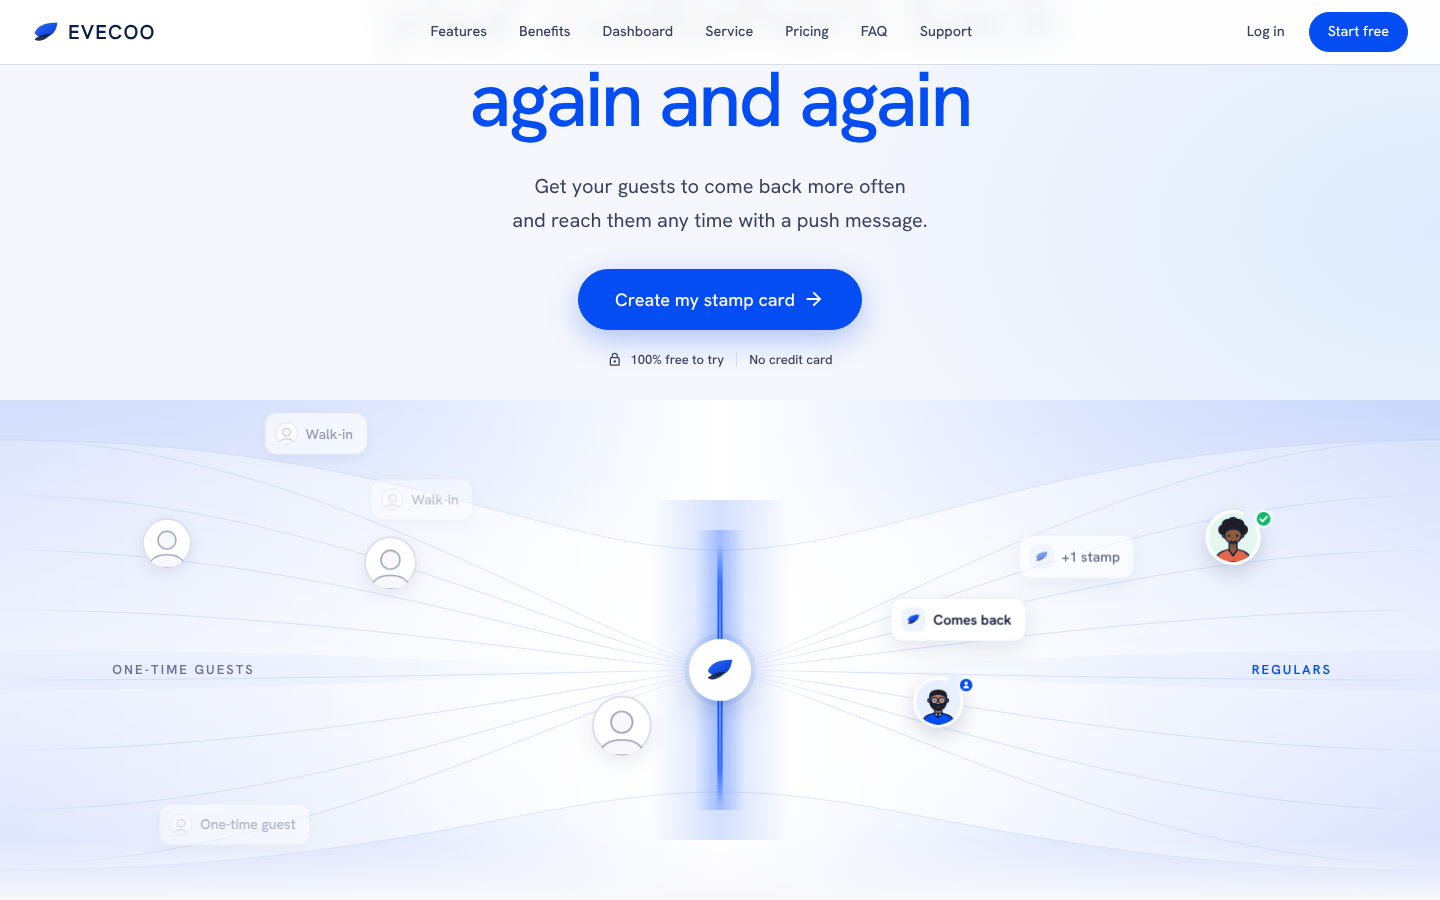 EVECOO
Features
Benefits
Dashboard
Service
Pricing
FAQ
Support
Log in
Start free
again and again
Get your guests to come back more often
and reach them any time with a push message.
Create my stamp card
100% free to try
No credit card
Walk-in
Walk-in
+1 stamp
Comes back
ONE-TIME GUESTS
REGULARS
One-time guest